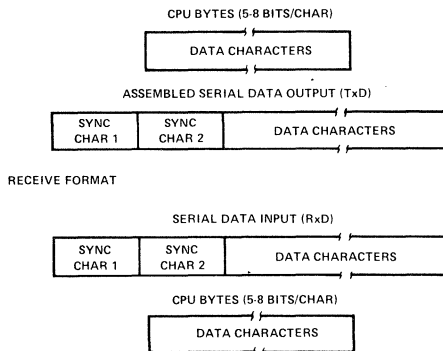 CPU BYTES (5-8 BITS/CHAR)
DATA CHARACTERS
ASSEMBLED SERIAL DATA OUTPUT (TxD)
SYNC CHAR 1
SYNC CHAR 2
DATA CHARACTERS
RECEIVE FORMAT
SERIAL DATA INPUT (RxD)
SYNC CHAR 1
SYNC CHAR 2
DATA CHARACTERS
CPU BYTES (5-8 BITS/CHAR)
DATA CHARACTERS